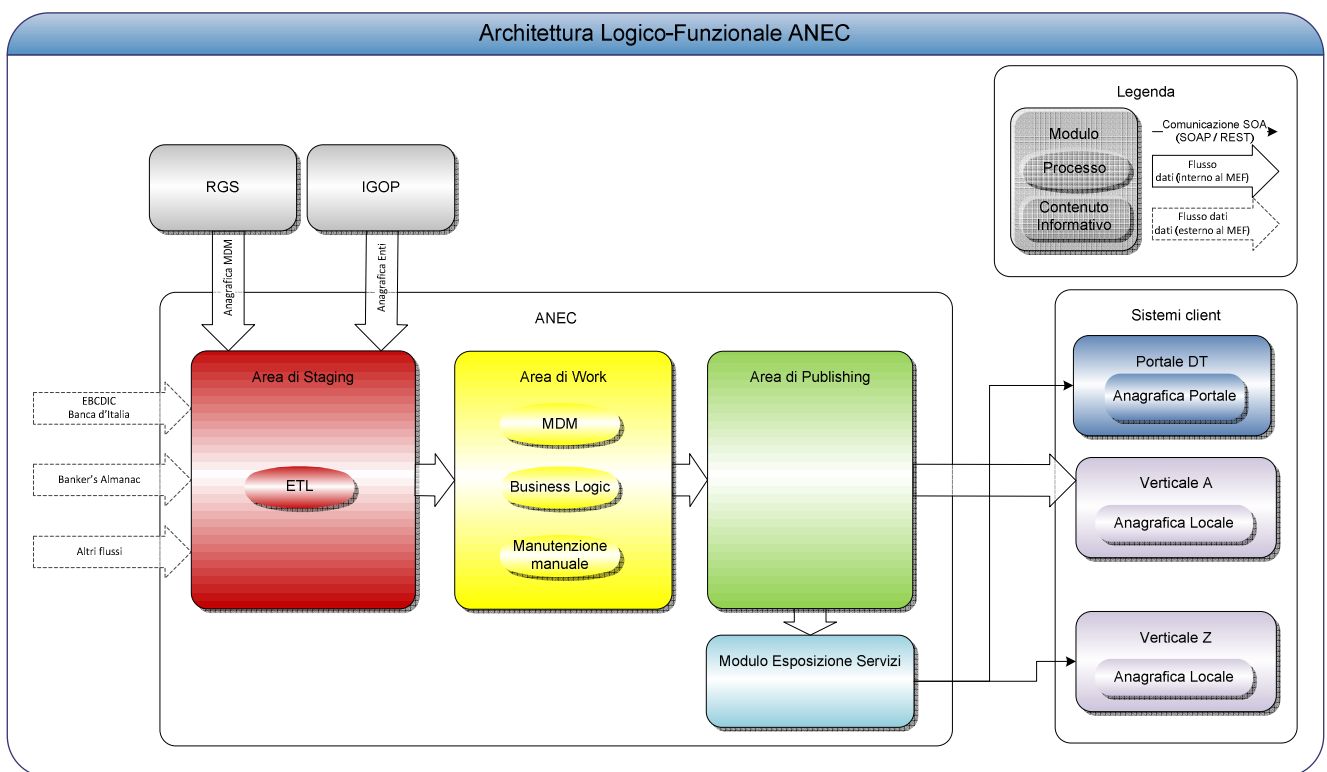 Architettura Logico-Funzionale ANEC
Legenda
Modulo
Processo
Contenuto
Informativo
Comunicazione SOA
(SOAP / REST)
Flusso
dati (interno al MEF)
Flusso dati
dati (esterno al MEF)
RGS
IGOP
Anagrafica MDM
Anagrafica Enti
ANEC
Area di Staging
ETL
EBCDIC
Banca d'Italia
Banker's Almanac
Altri flussi
Area di Work
MDM
Business Logic
Manutenzione
manuale
Area di Publishing
Modulo Esposizione Servizi
Sistemi client
Portale DT
Anagrafica Portale
Verticale A
Anagrafica Locale
Verticale Z
Anagrafica Locale